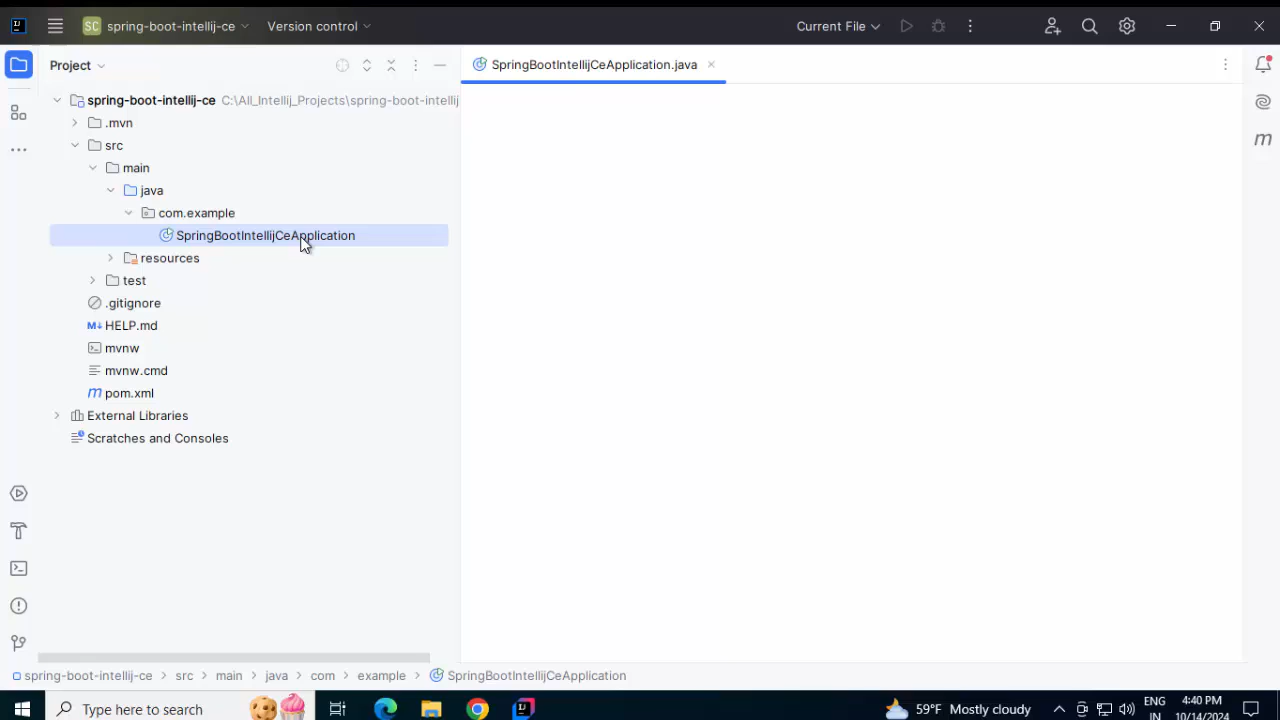 SC spring-boot-intellij-ce Version control Current File
Project
SpringBootIntellijCeApplication.java
spring-boot-intellij-ce C:\All_Intellij_Projects\spring-boot-intellij
.mvn
src
main
java
com.example
SpringBootIntellijCeApplication
resources
test
.gitignore
M↓ HELP.md
mvnw
mvnw.cmd
m pom.xml
External Libraries
Scratches and Consoles
m
spring-boot-intellij-ce > src > main > java > com > example > SpringBootIntellijCeApplication
Type here to search
59°F Mostly cloudy
ENG
IN
4:40 PM
10/14/2024